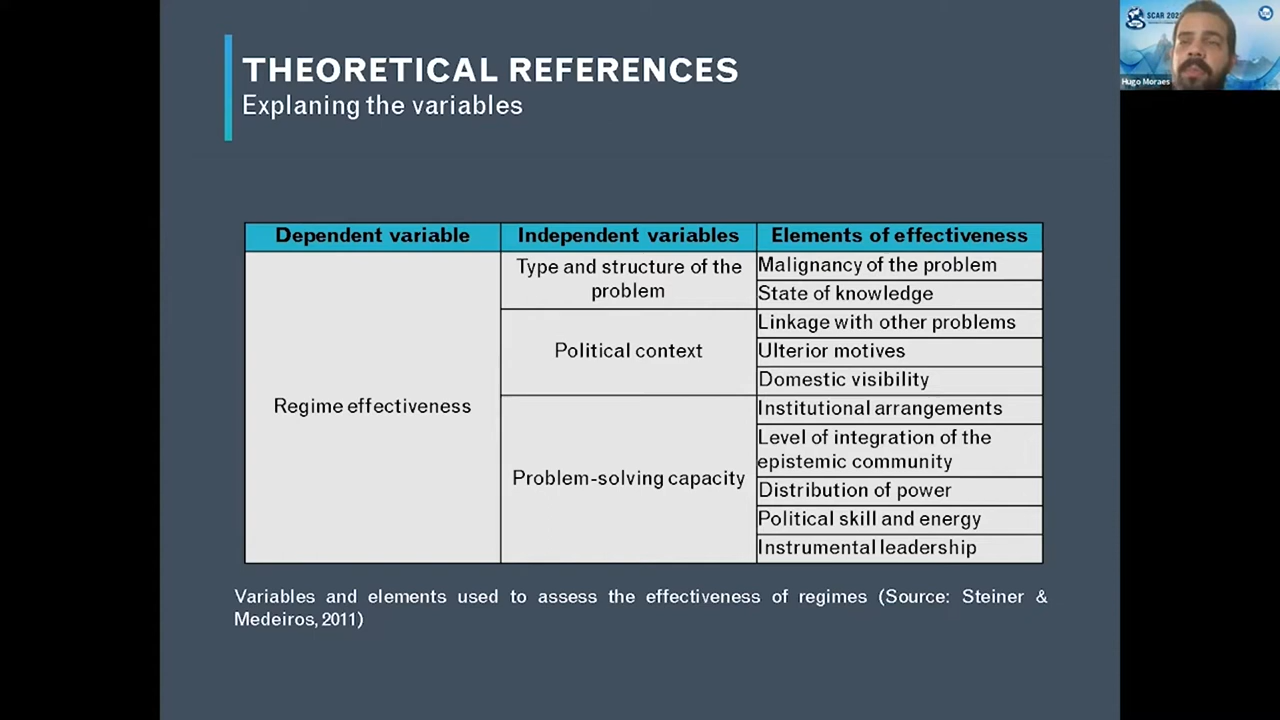 THEORETICAL REFERENCES
Explaning the variables
SCAR 202
Hugo Moraes
Dependent variable
Independent variables
Elements of effectiveness
Regime effectiveness
Type and structure of the
problem
Malignancy of the problem
State of knowledge
Political context
Linkage with other problems
Ulterior motives
Domestic visibility
Problem-solving capacity
Institutional arrangements
Level of integration of the
epistemic community
Distribution of power
Political skill and energy
Instrumental leadership
Variables and elements used to assess the effectiveness of regimes (Source: Steiner &
Medeiros, 2011)